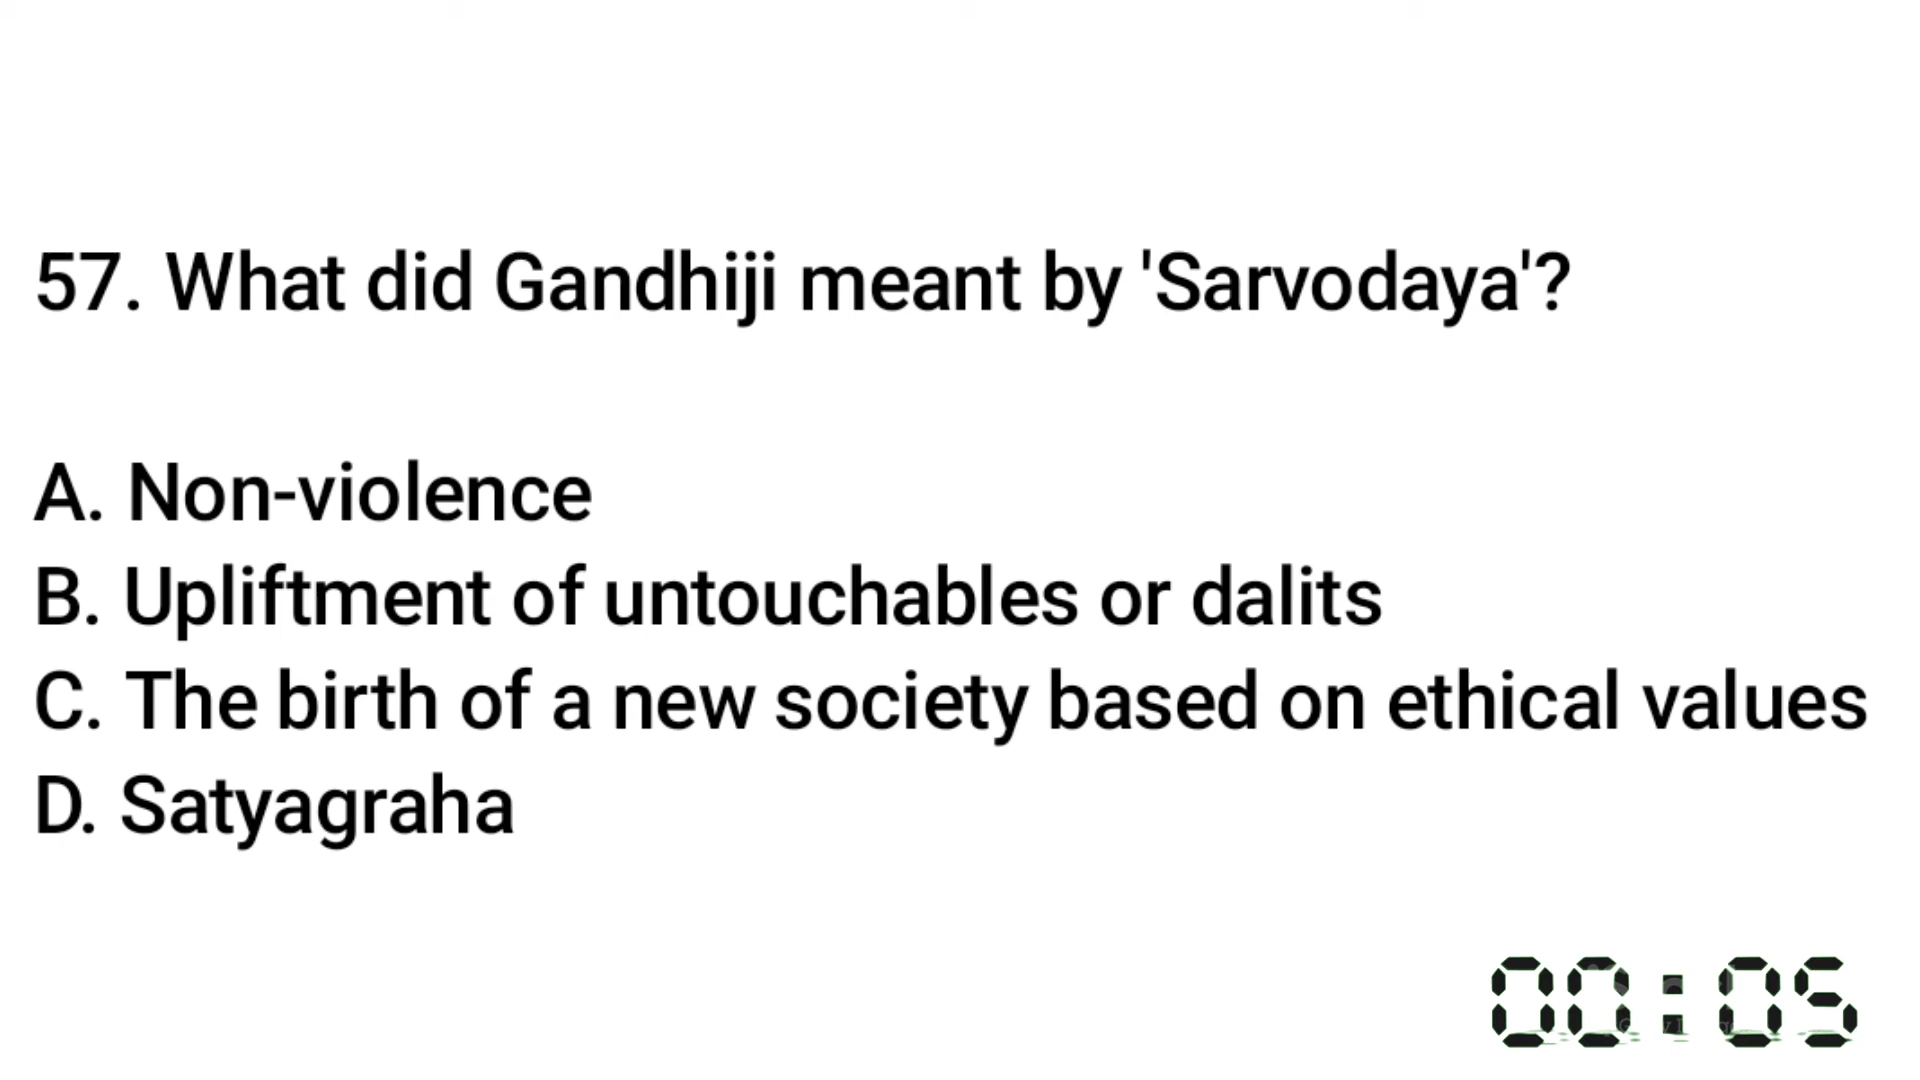 57. What did Gandhiji meant by 'Sarvodaya'?
A. Non-violence
B. Upliftment of untouchables or dalits
C. The birth of a new society based on ethical values
D. Satyagraha
00:05